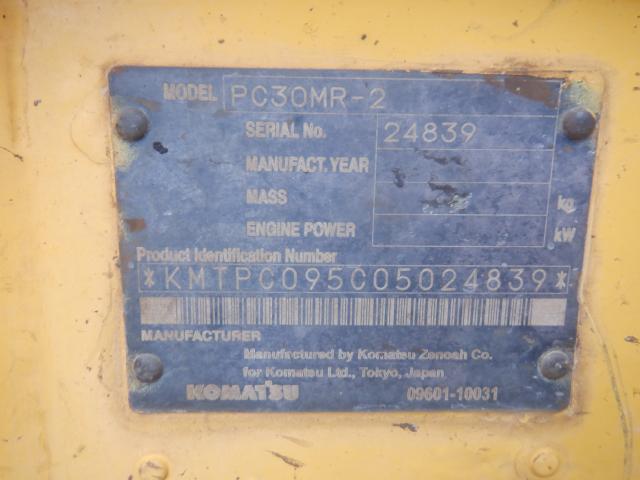 MODEL PC30MR-2
SERIAL No. 24839
MANUFACT. YEAR
MASS kg
ENGINE POWER kW
Product Identification Number
*KMTPC095C05024839*
MANUFACTURER
Manufactured by Komatsu Zenoah Co.
for Komatsu Ltd., Tokyo, Japan
KOMATSU 09601-10031